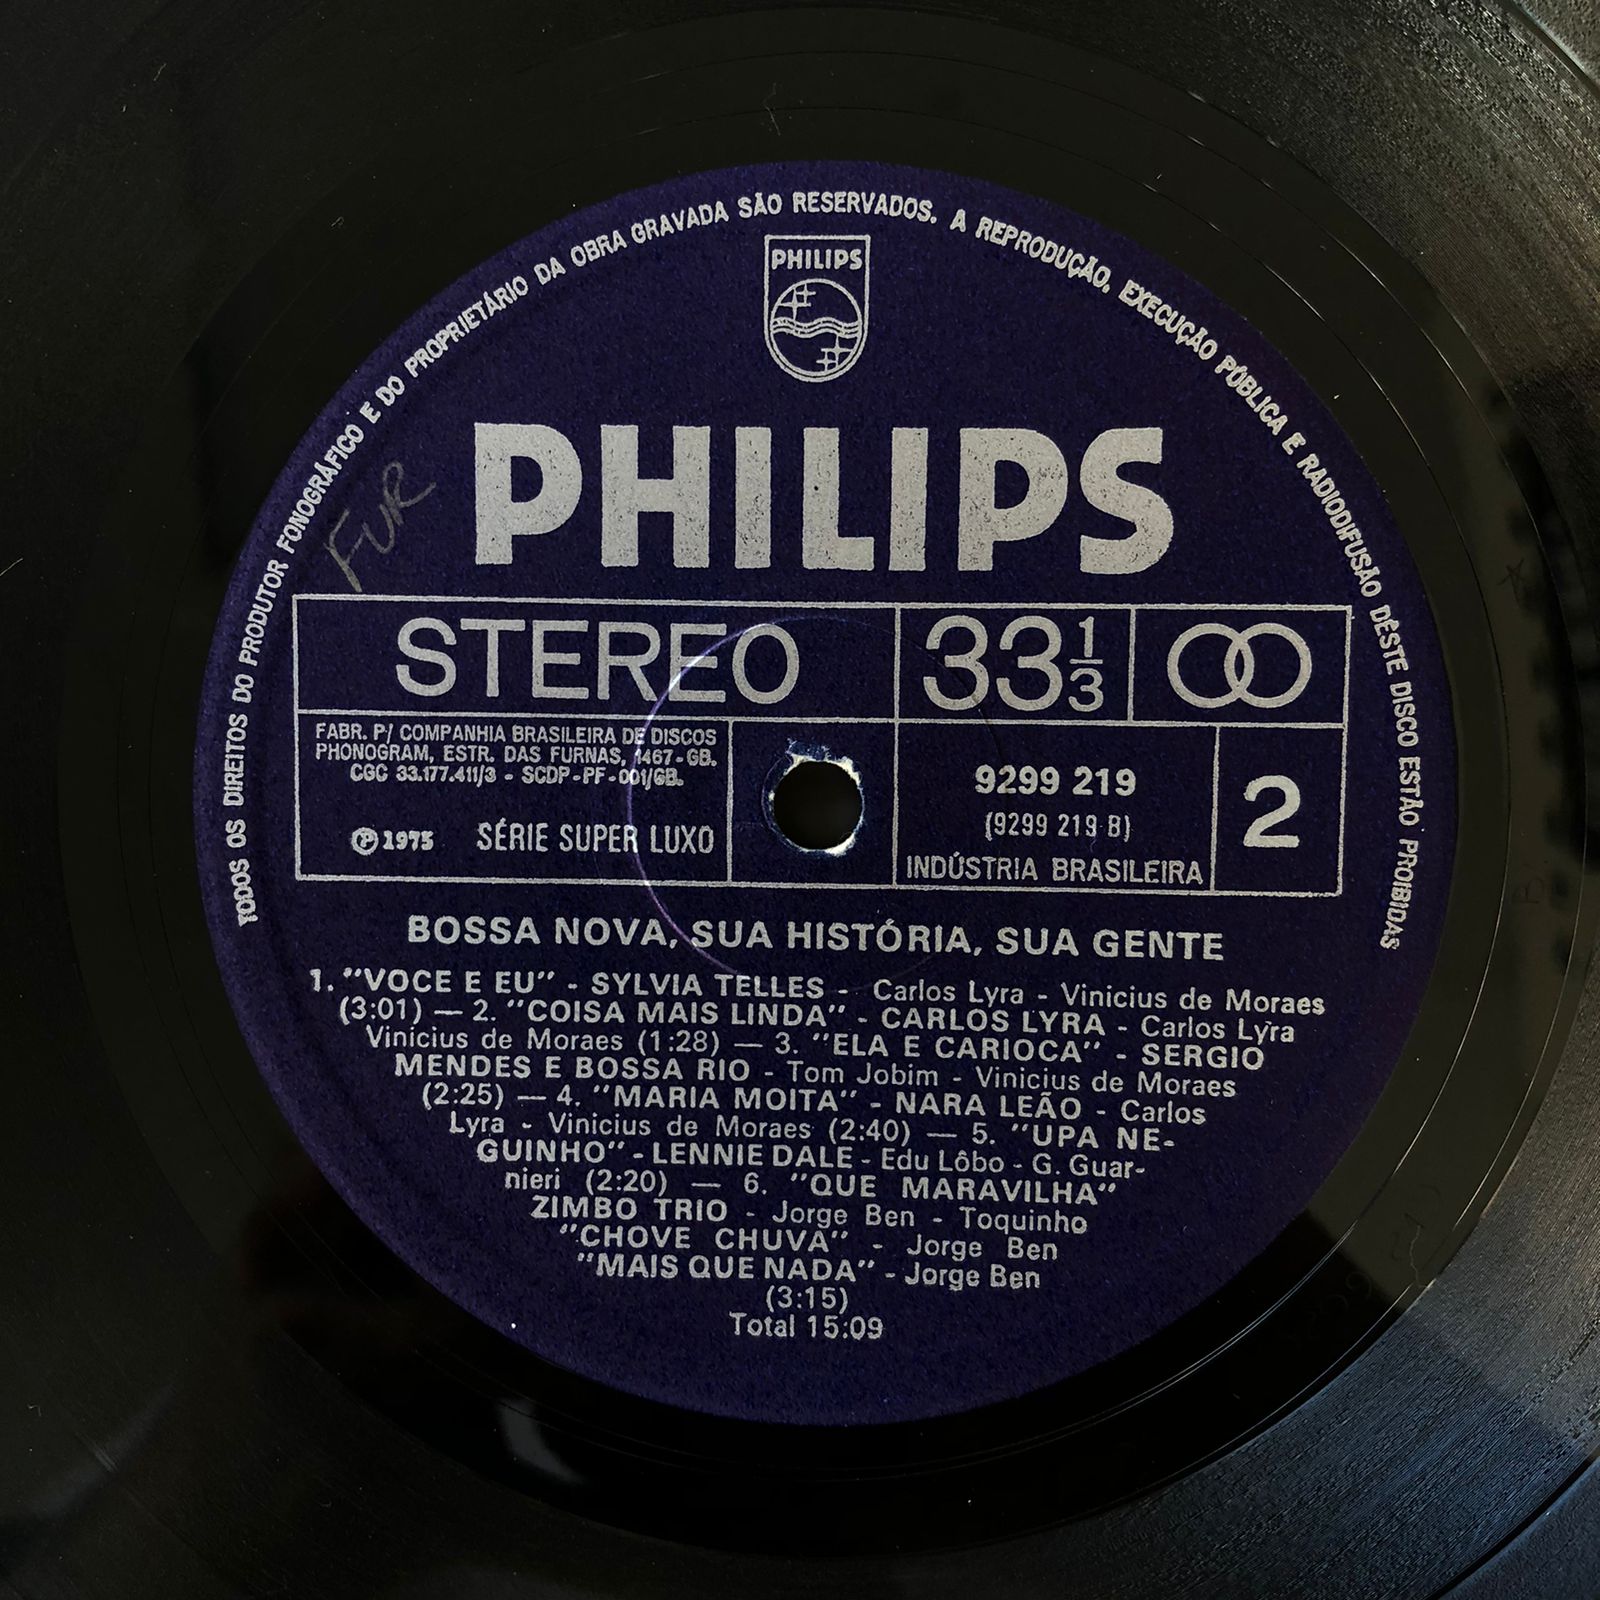 TODOS OS DIREITOS DO PRODUTOR FONOGRÁFICO E DO PROPRIETÁRIO DA OBRA GRAVADA SÃO RESERVADOS. A REPRODUÇÃO, EXECUÇÃO PÚBLICA E RADIODIFUSÃO DÊSTE DISCO ESTÃO PROIBIDAS
PHILIPS
PHILIPS
FUR
STEREO
33 1/3
FABR. P/ COMPANHIA BRASILEIRA DE DISCOS
PHONOGRAM, ESTR. DAS FURNAS, 1467-GB.
CGC 33.177.411/3 - SCDP-PF-001/GB.
℗ 1975 SÉRIE SUPER LUXO
9299 219
(9299 219 B)
INDÚSTRIA BRASILEIRA
2
BOSSA NOVA, SUA HISTÓRIA, SUA GENTE
1. "VOCE E EU" - SYLVIA TELLES - Carlos Lyra - Vinicius de Moraes
(3:01) — 2. "COISA MAIS LINDA" - CARLOS LYRA - Carlos Lyra
Vinícius de Moraes (1:28) — 3. "ELA E CARIOCA" - SERGIO
MENDES E BOSSA RIO - Tom Jobim - Vinicius de Moraes
(2:25) — 4. "MARIA MOITA" - NARA LEÃO - Carlos
Lyra - Vinicius de Moraes (2:40) — 5. "UPA NE-
GUINHO" - LENNIE DALE - Edu Lôbo - G. Guar-
nieri (2:20) — 6. "QUE MARAVILHA"
ZIMBO TRIO - Jorge Ben - Toquinho
"CHOVE CHUVA" - Jorge Ben
"MAIS QUE NADA" - Jorge Ben
(3:15)
Total 15:09